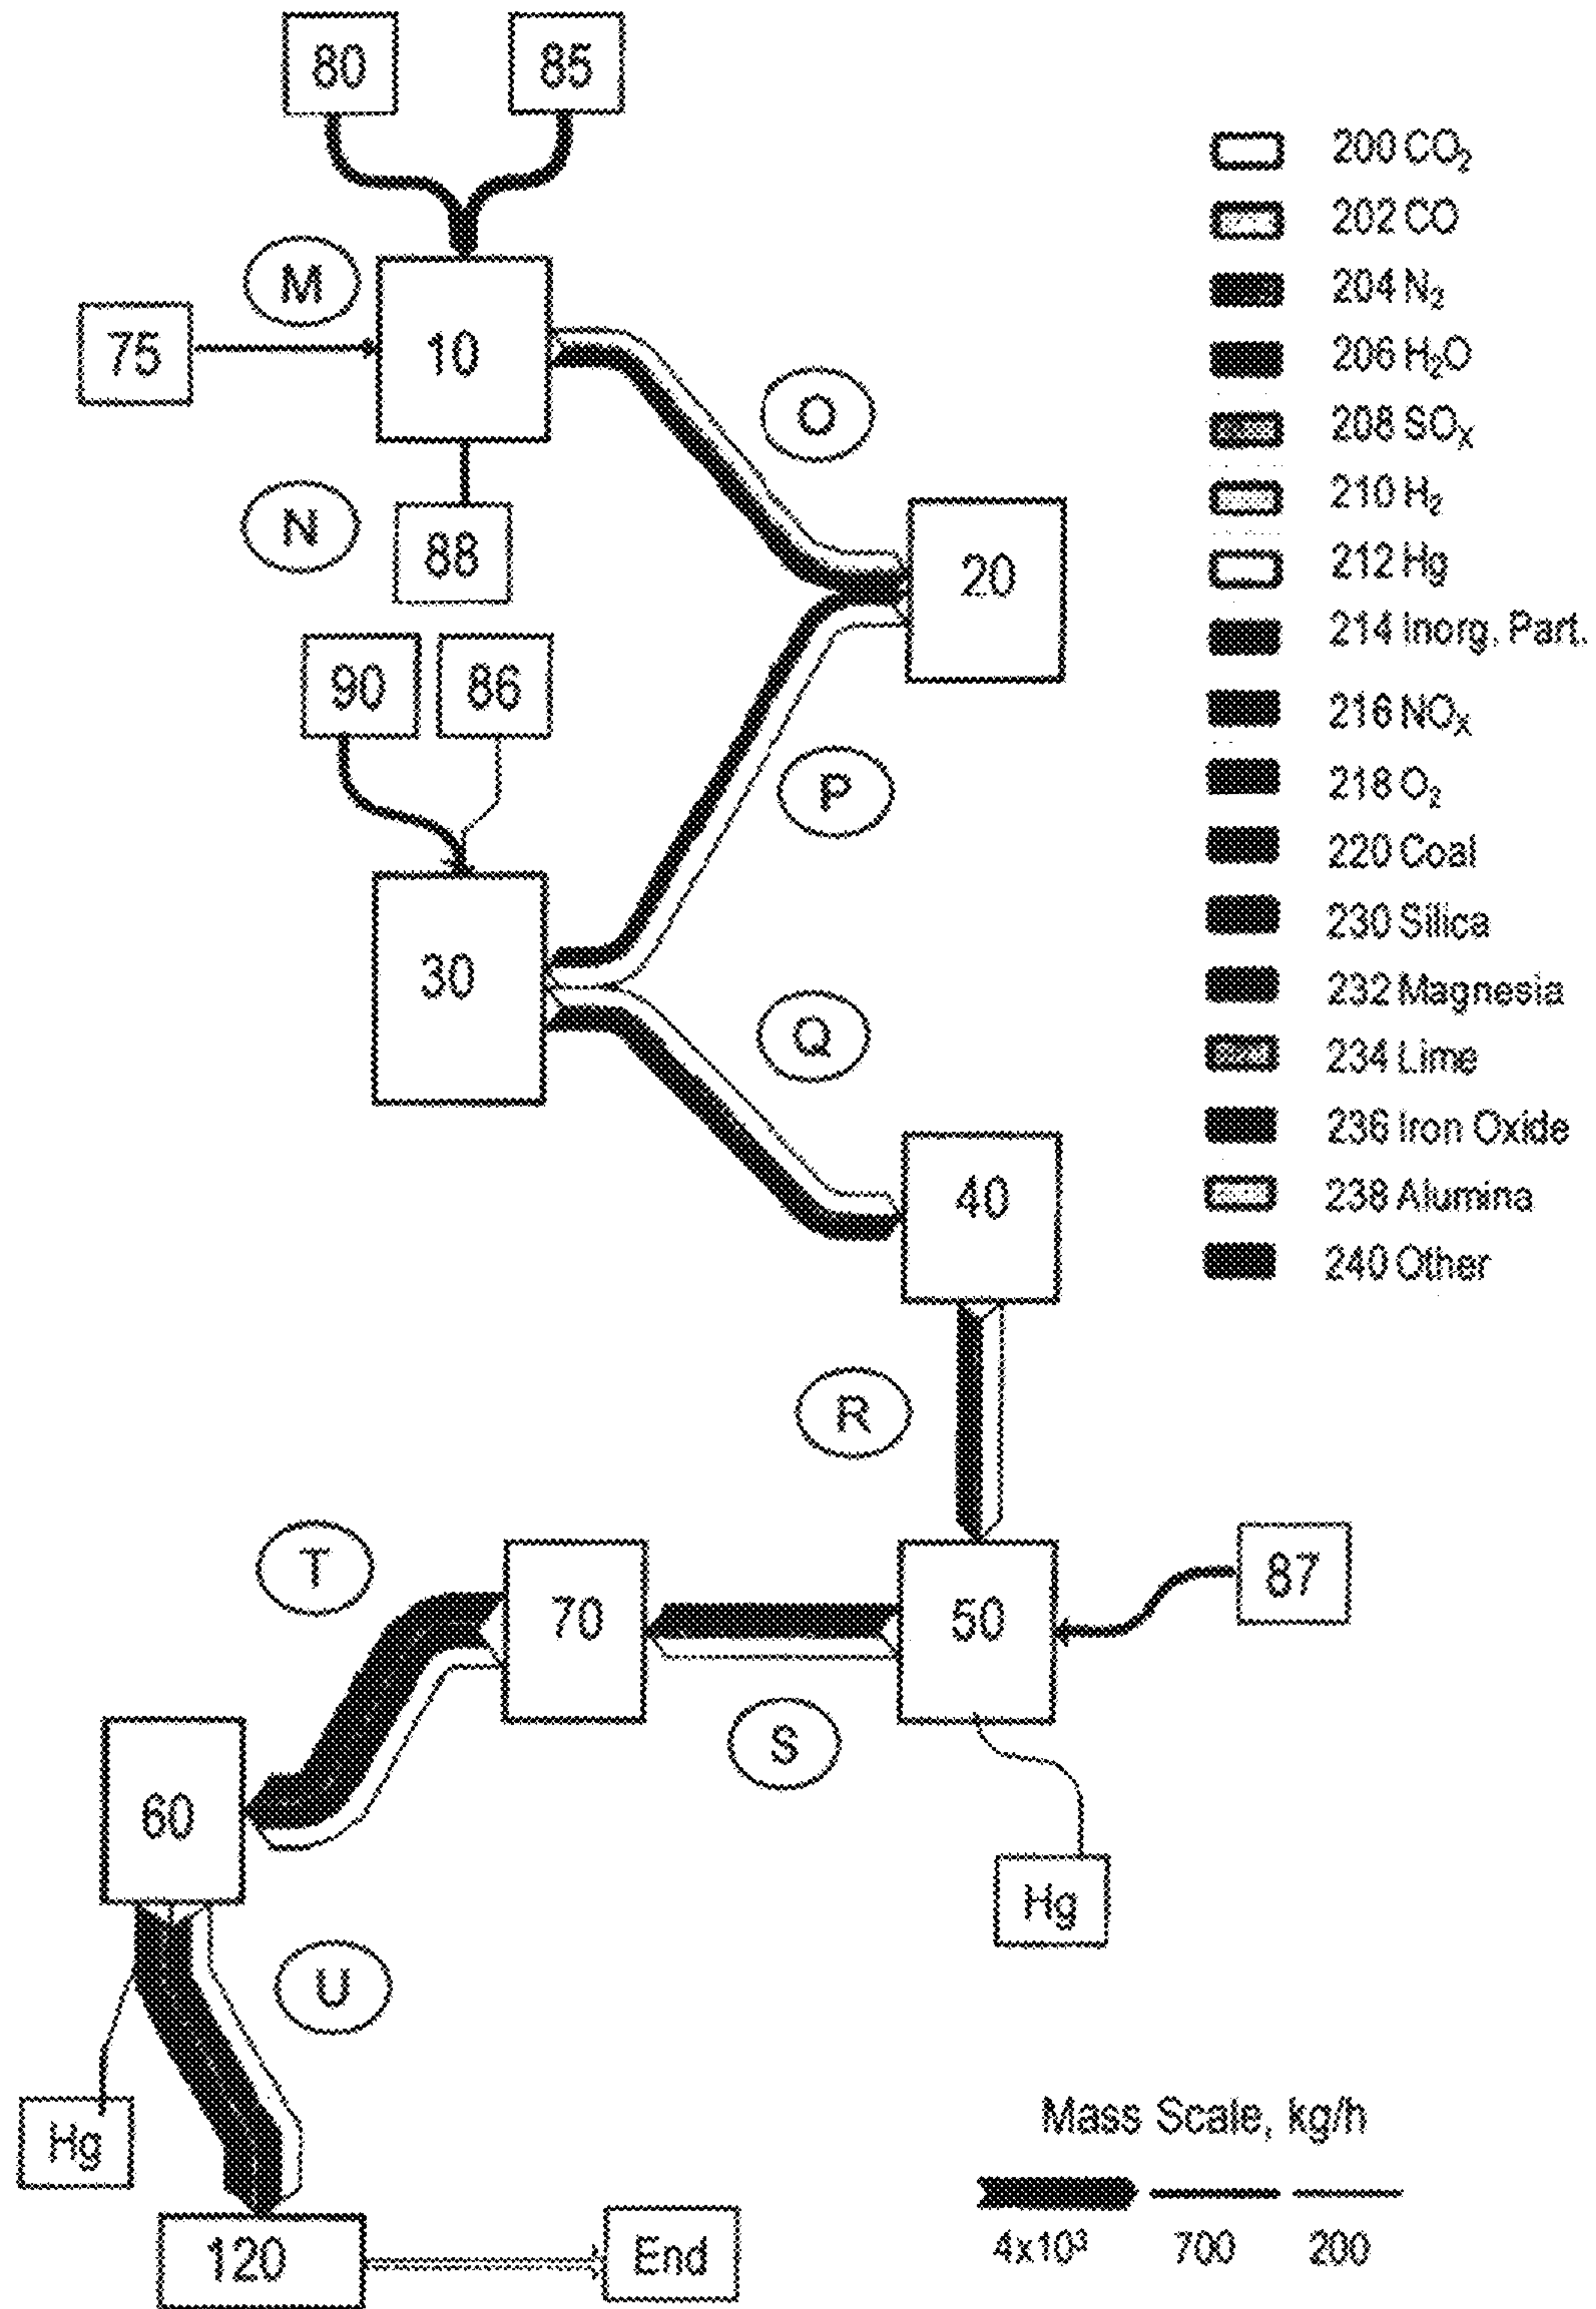 80
85
M
75
10
O
N
88
20
90
86
P
30
Q
40
R
T
70
50
87
S
60
Hg
U
Hg
120
End
200 CO₂
202 CO
204 N₂
206 H₂O
208 SOₓ
210 H₂
212 Hg
214 Inorg. Part.
216 NOₓ
218 O₂
220 Coal
230 Silica
232 Magnesia
234 Lime
236 Iron Oxide
238 Alumina
240 Other
Mass Scale, kg/h
4x10³ 700 200